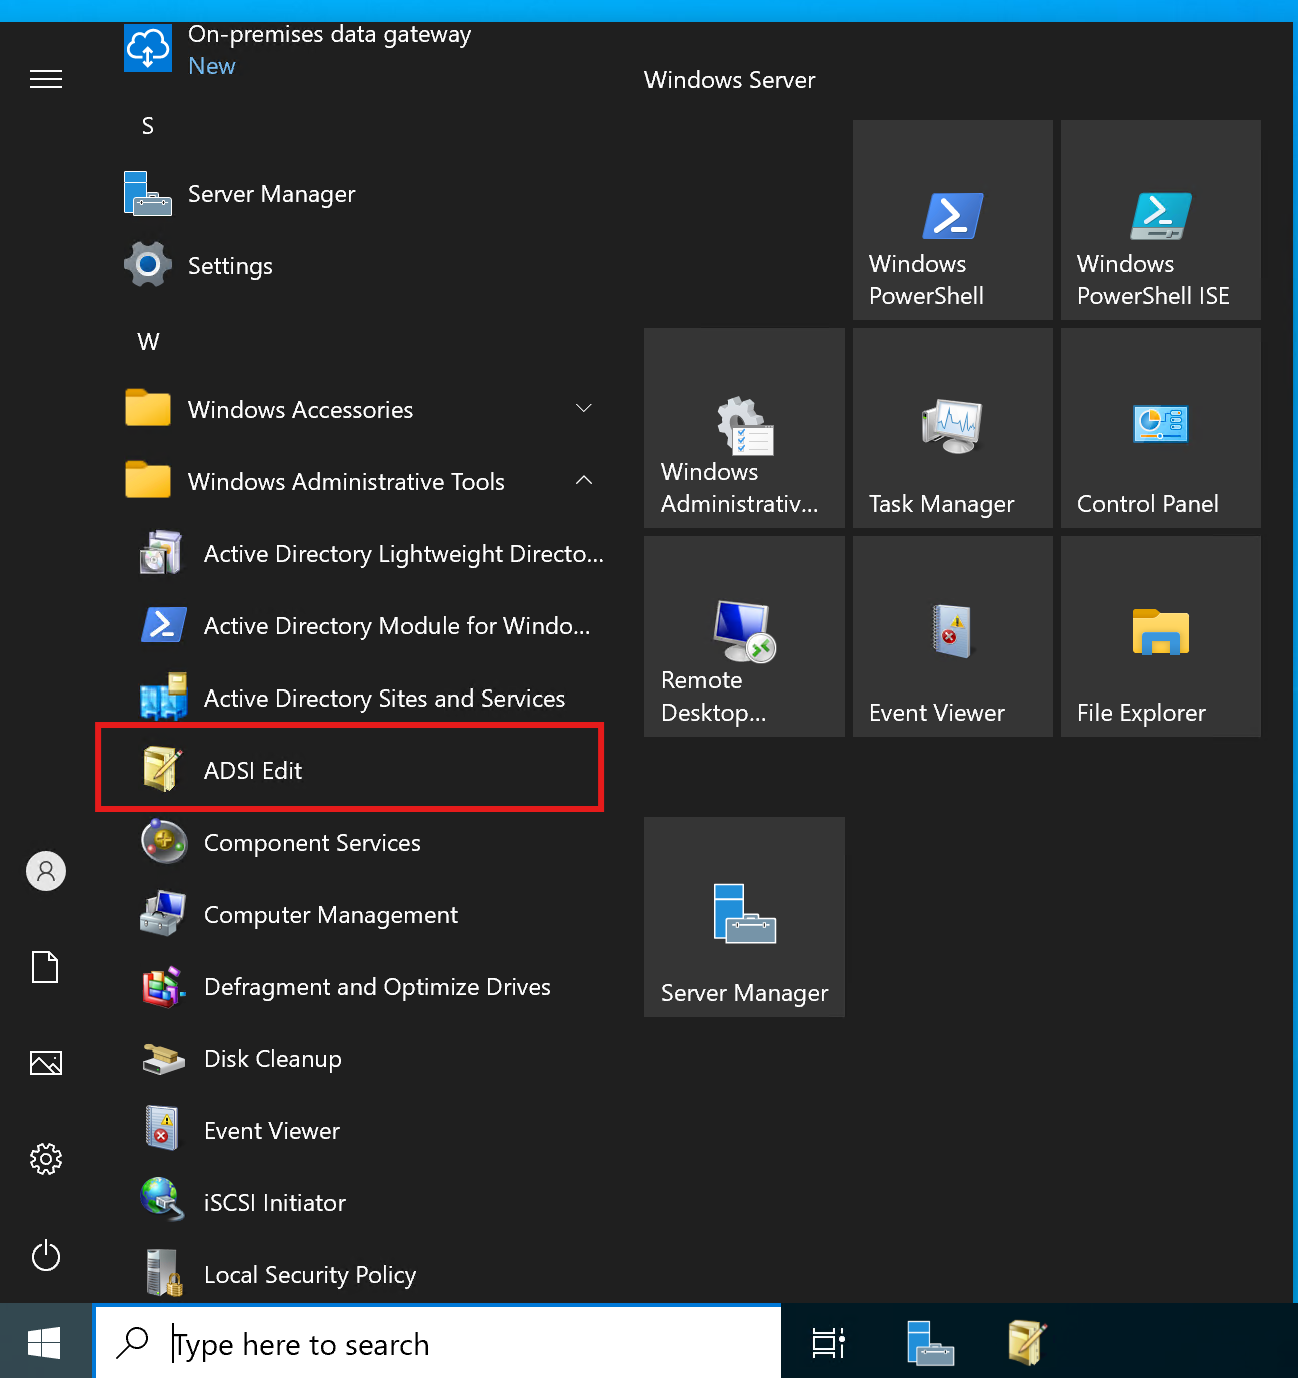 On-premises data gateway
New
S
Server Manager
Settings
W
Windows Accessories
Windows Administrative Tools
Active Directory Lightweight Directo...
Active Directory Module for Windo...
Active Directory Sites and Services
ADSI Edit
Component Services
Computer Management
Defragment and Optimize Drives
Disk Cleanup
Event Viewer
iSCSI Initiator
Local Security Policy
Windows Server
Windows
PowerShell
Windows
PowerShell ISE
Windows
Administrativ...
Task Manager
Control Panel
Remote
Desktop...
Event Viewer
File Explorer
Server Manager
Type here to search